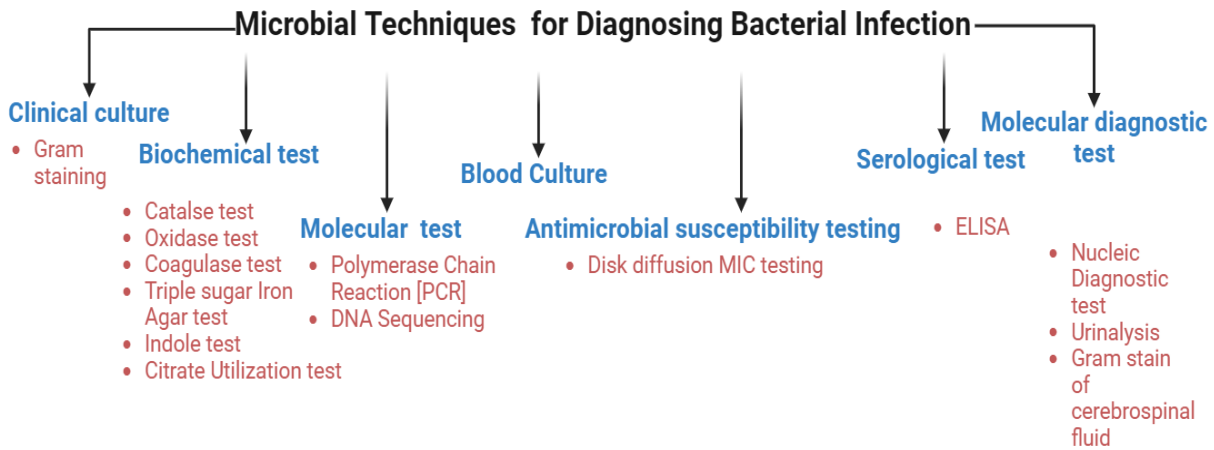 Microbial Techniques for Diagnosing Bacterial Infection
Clinical culture
• Gram
staining
Biochemical test
• Catalse test
• Oxidase test
• Coagulase test
• Triple sugar Iron
Agar test
• Indole test
• Citrate Utilization test
Molecular test
• Polymerase Chain
Reaction [PCR]
• DNA Sequencing
Blood Culture
Antimicrobial susceptibility testing
• Disk diffusion MIC testing
Serological test
• ELISA
Molecular diagnostic
test
• Nucleic
Diagnostic
test
• Urinalysis
• Gram stain
of
cerebrospinal
fluid